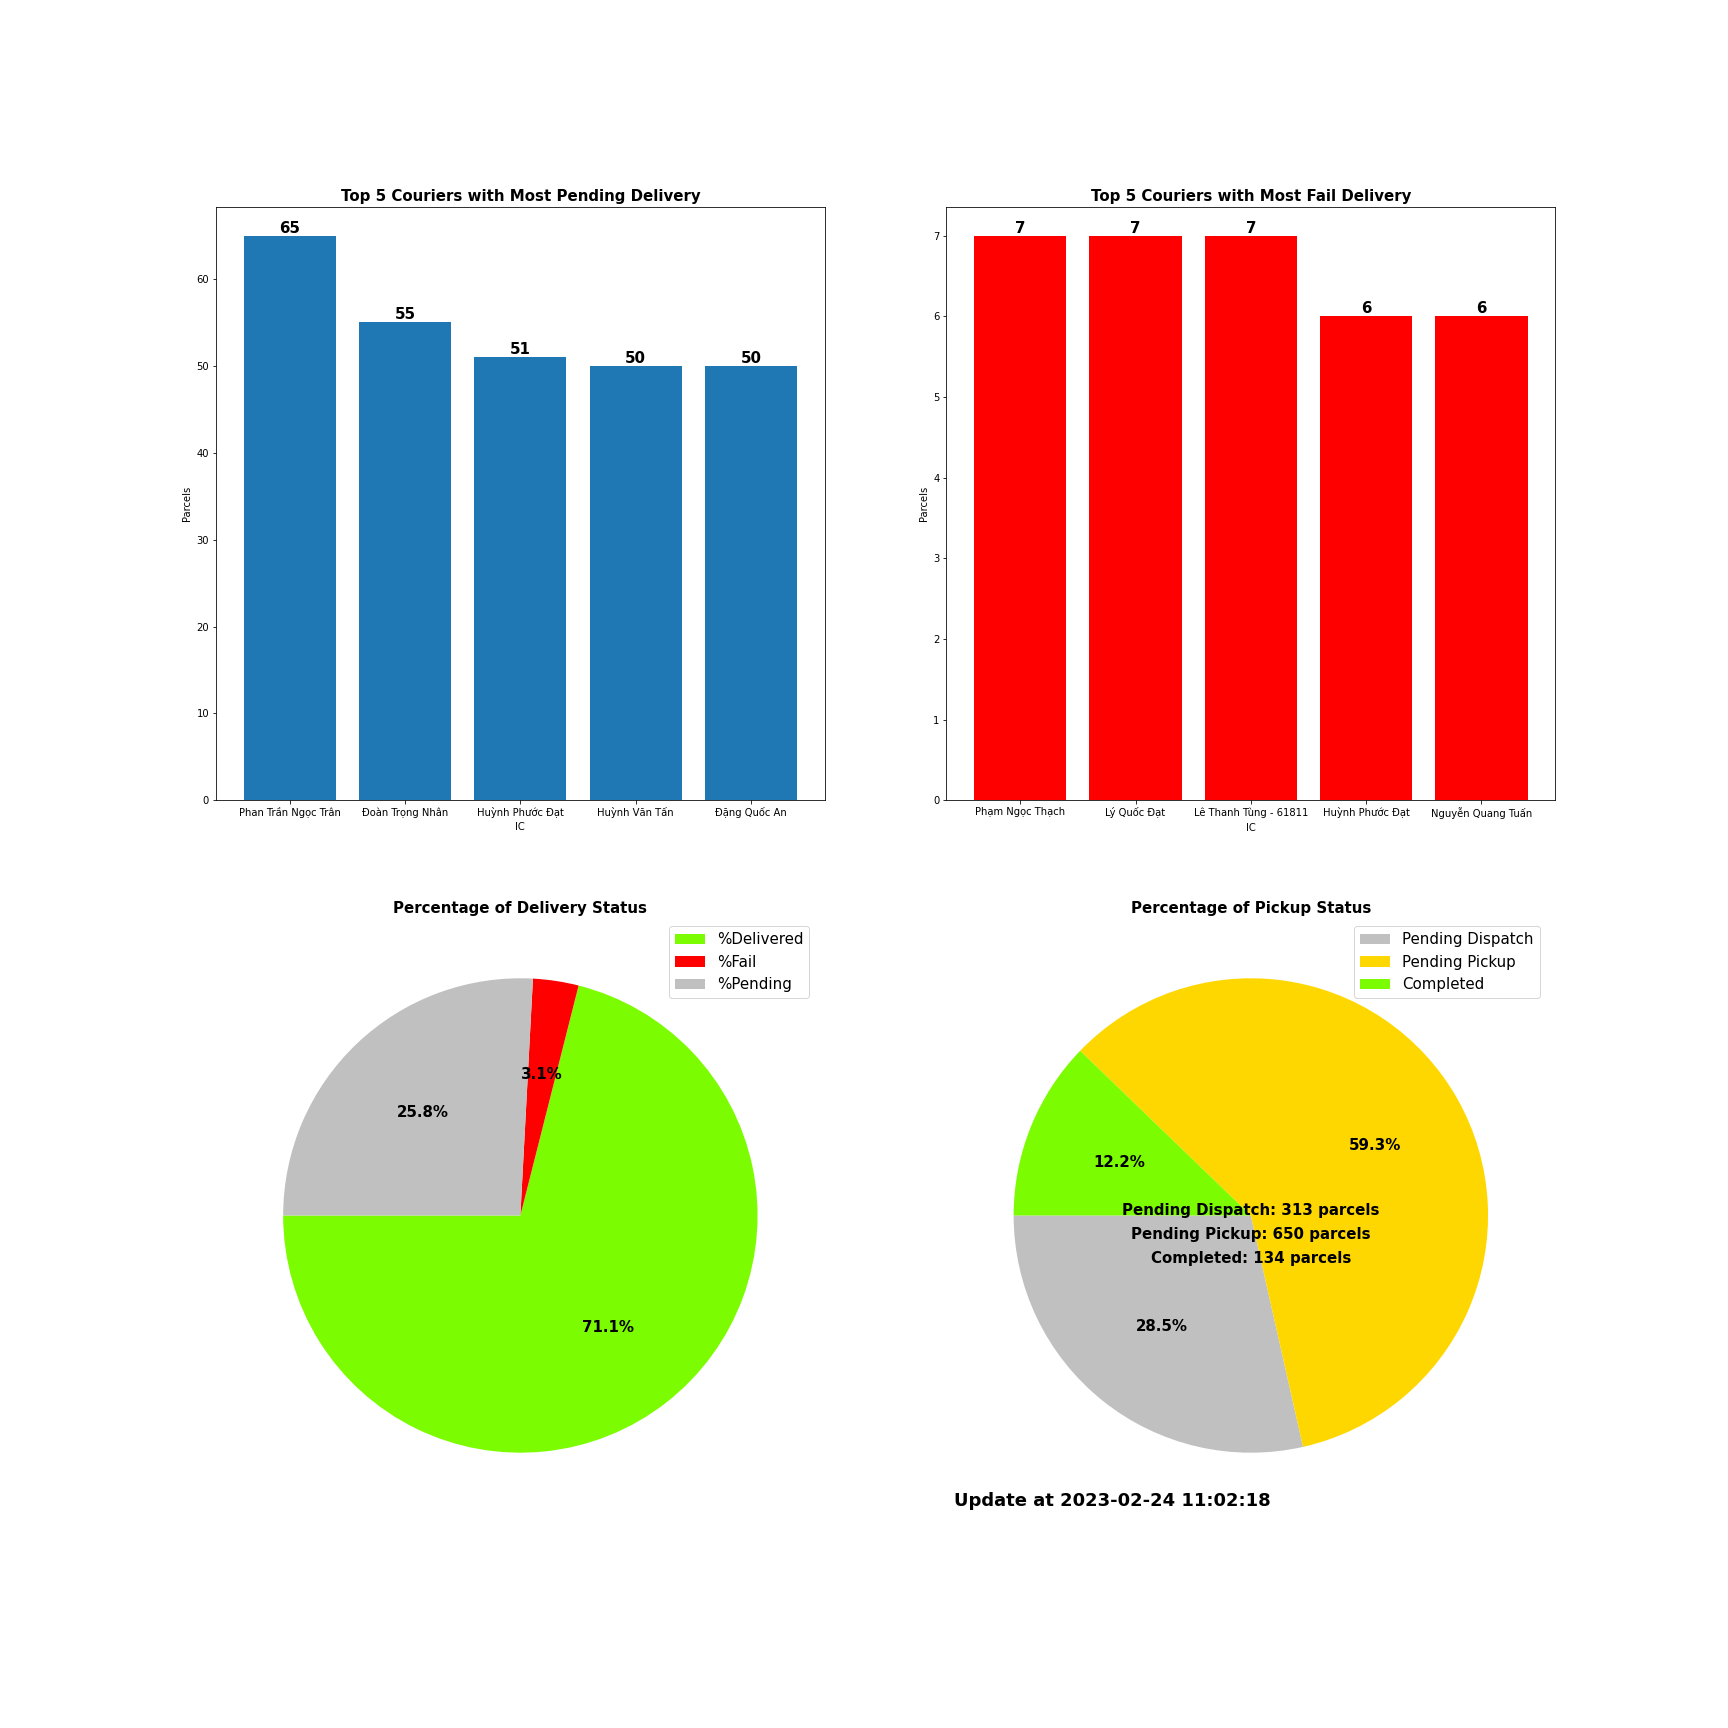 Top 5 Couriers with Most Pending Delivery
65
55
51
50
50
60
50
40
30
20
10
0
Parcels
Phan Trần Ngọc Trân
Đoàn Trọng Nhân
Huỳnh Phước Đạt
Huỳnh Văn Tấn
Đặng Quốc An
IC
Top 5 Couriers with Most Fail Delivery
7
7
7
6
6
7
6
5
4
3
2
1
0
Parcels
Phạm Ngọc Thạch
Lý Quốc Đạt
Lê Thanh Tùng - 61811
Huỳnh Phước Đạt
Nguyễn Quang Tuấn
IC
Percentage of Delivery Status
%Delivered
%Fail
%Pending
3.1%
25.8%
71.1%
Percentage of Pickup Status
Pending Dispatch
Pending Pickup
Completed
59.3%
12.2%
Pending Dispatch: 313 parcels
Pending Pickup: 650 parcels
Completed: 134 parcels
28.5%
Update at 2023-02-24 11:02:18